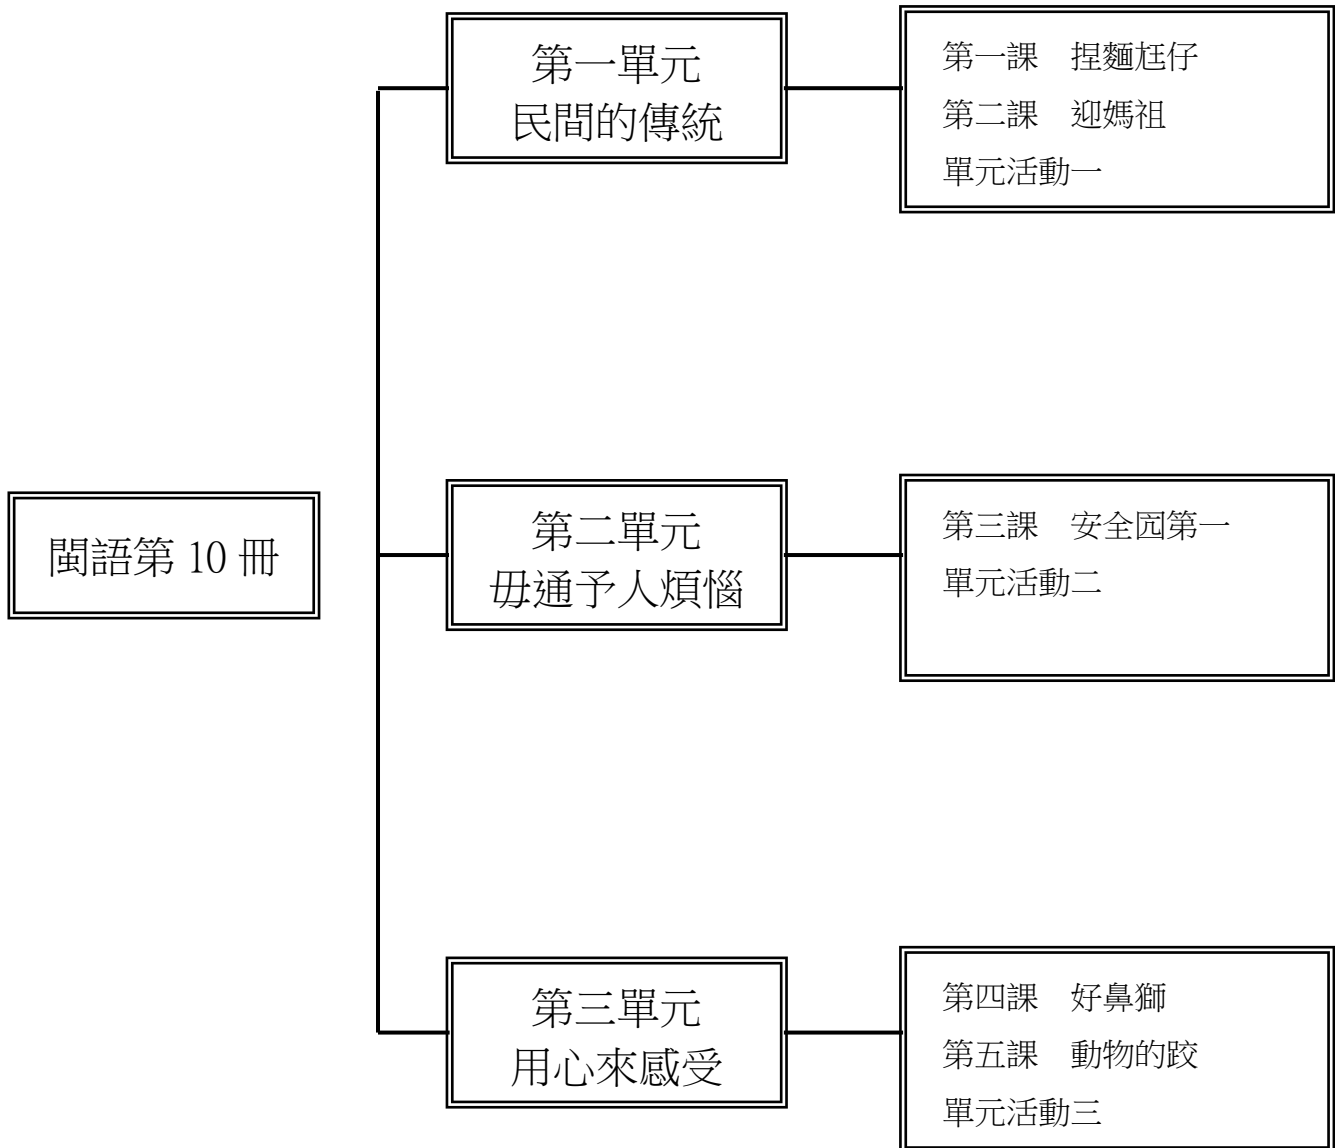 閩語第 10 冊
第一單元
民間的傳統
第一課 捏麵尪仔
第二課 迎媽祖
單元活動一
第二單元
毋通予人煩惱
第三課 安全囥第一
單元活動二
第三單元
用心來感受
第四課 好鼻獅
第五課 動物的跤
單元活動三